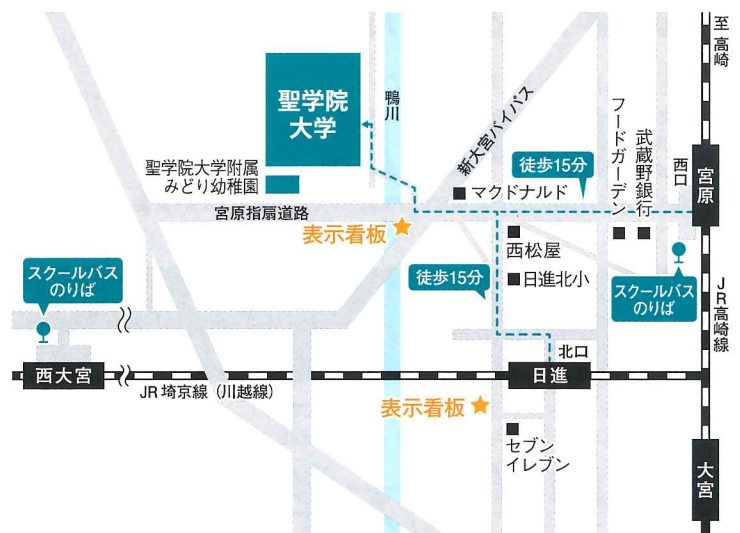 至高崎
聖学院
大学
鴨川
新大宮バイパス
フードガーデン
武蔵野銀行
西口
宮原
徒歩15分
聖学院大学附属
みどり幼稚園
マクドナルド
宮原指扇道路
表示看板
西松屋
日進北小
徒歩15分
スクールバス
のりば
スクールバス
のりば
JR高崎線
北口
西大宮
日進
JR埼京線（川越線）
表示看板
セブン
イレブン
大宮